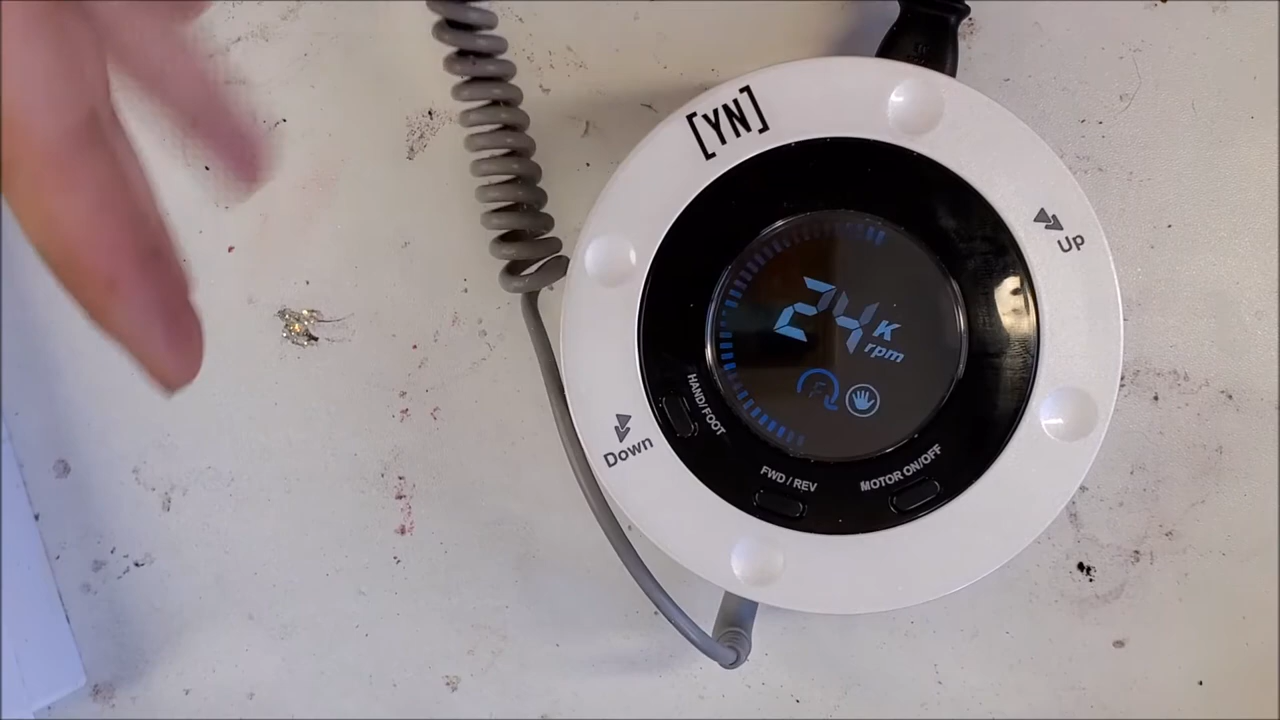 [YN]
Up
24 K
rpm
F
HAND/FOOT
Down
FWD / REV
MOTOR ON/OFF